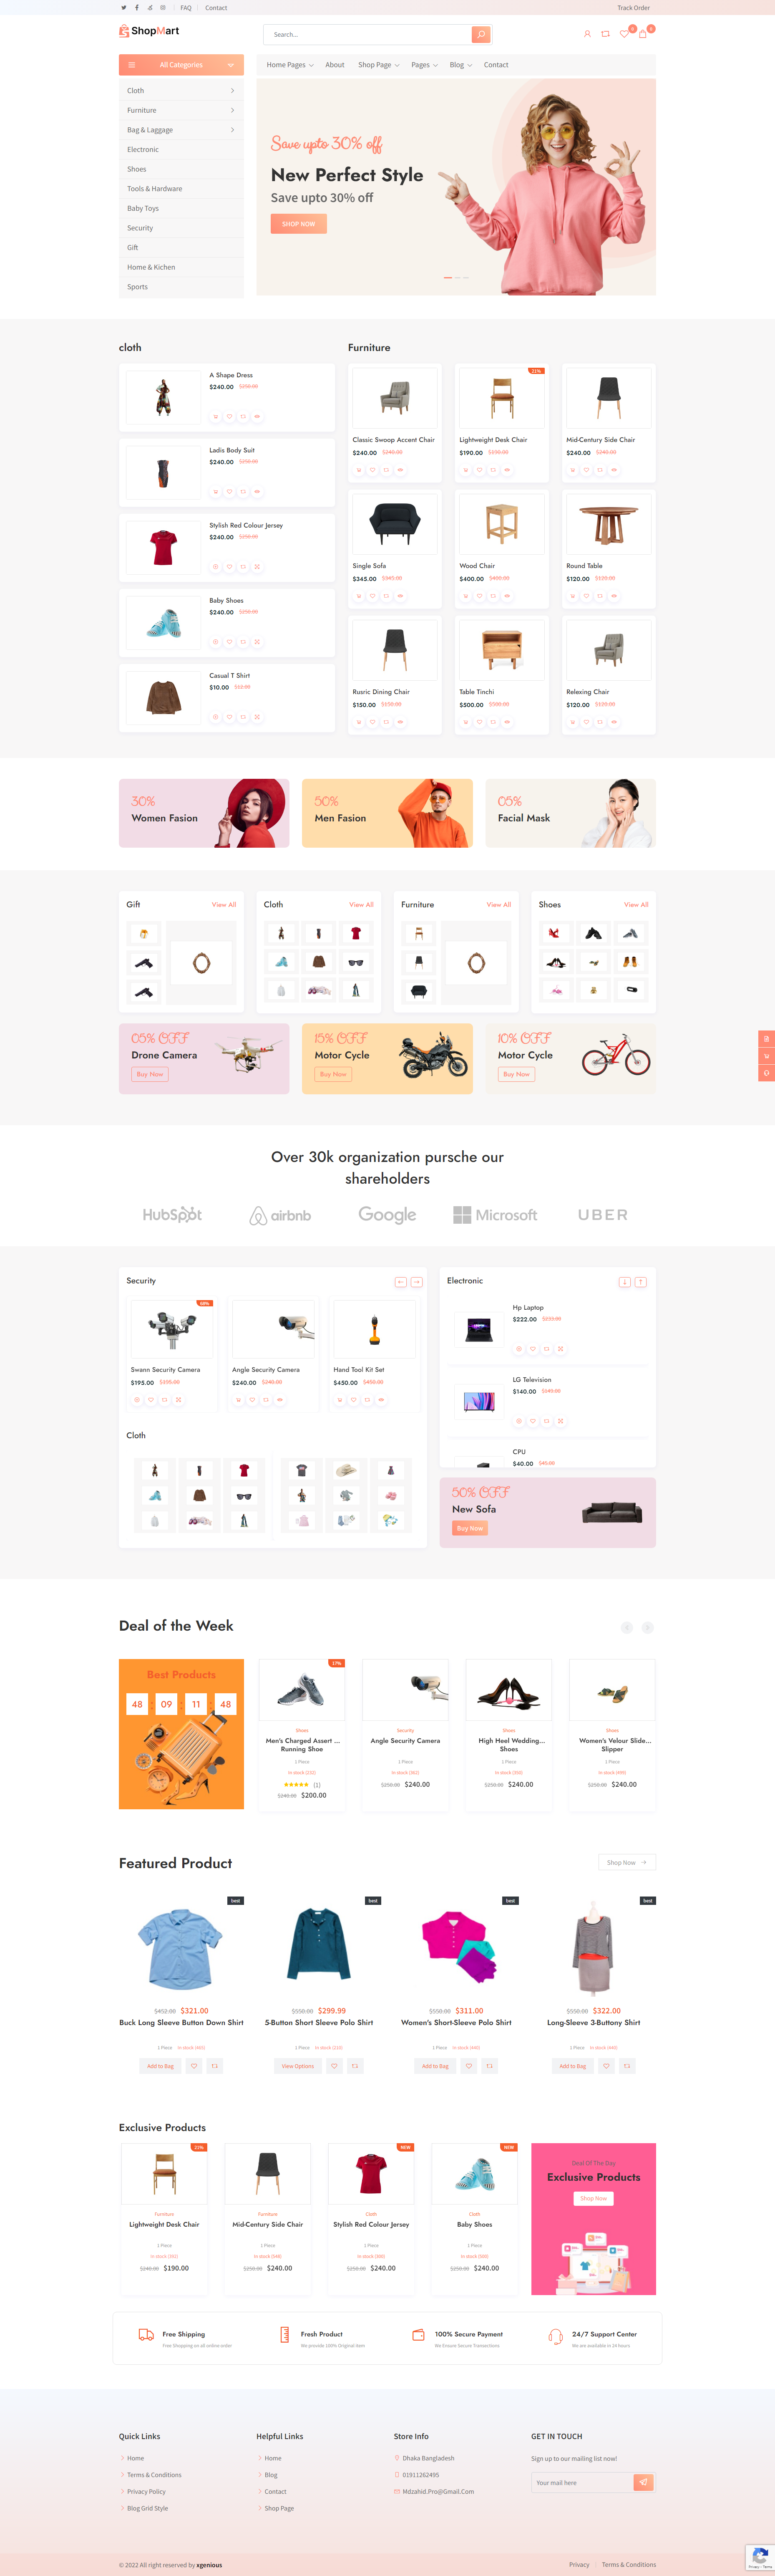 FAQ
Contact
Track Order
ShopMart
Search...
0
0
All Categories
Home Pages
About
Shop Page
Pages
Blog
Contact
Cloth
Furniture
Bag & Laggage
Electronic
Shoes
Tools & Hardware
Baby Toys
Security
Gift
Home & Kichen
Sports
Save upto 30% off
New Perfect Style
Save upto 30% off
SHOP NOW
cloth
A Shape Dress
$240.00 $250.00
Ladis Body Suit
$240.00 $250.00
Stylish Red Colour Jersey
$240.00 $250.00
Baby Shoes
$240.00 $250.00
Casual T Shirt
$10.00 $12.00
Furniture
Classic Swoop Accent Chair
$240.00 $240.00
21%
Lightweight Desk Chair
$190.00 $230.00
Mid-Century Side Chair
$240.00 $240.00
Single Sofa
$345.00 $345.00
Wood Chair
$400.00 $400.00
Round Table
$120.00 $120.00
Rusric Dining Chair
$150.00 $150.00
Table Tinchi
$500.00 $500.00
Relexing Chair
$120.00 $120.00
30%
Women Fasion
50%
Men Fasion
05%
Facial Mask
Gift
View All
Cloth
View All
Furniture
View All
Shoes
View All
05% OFF
Drone Camera
Buy Now
15% OFF
Motor Cycle
Buy Now
10% OFF
Motor Cycle
Buy Now
Over 30k organization pursche our
shareholders
HubSpot
airbnb
Google
Microsoft
UBER
Security
68%
Swann Security Camera
$195.00 $195.00
Angle Security Camera
$240.00 $240.00
Hand Tool Kit Set
$450.00 $450.00
Cloth
Electronic
Hp Laptop
$222.00 $233.00
LG Television
$140.00 $149.00
CPU
$40.00 $45.00
50% OFF
New Sofa
Buy Now
Deal of the Week
Best Products
48 : 09 : 11 : 48
17%
Shoes
Men's Charged Assert ...
Running Shoe
1 Piece
In stock (232)
(1)
$240.00 $200.00
Security
Angle Security Camera
1 Piece
In stock (362)
$250.00 $240.00
Shoes
High Heel Wedding...
Shoes
1 Piece
In stock (350)
$250.00 $240.00
Shoes
Women's Velour Slide...
Slipper
1 Piece
In stock (498)
$250.00 $240.00
Featured Product
Shop Now
best
$452.00 $321.00
Buck Long Sleeve Button Down Shirt
1 Piece In stock (465)
Add to Bag
best
$550.00 $299.99
5-Button Short Sleeve Polo Shirt
1 Piece In stock (210)
View Options
best
$550.00 $311.00
Women's Short-Sleeve Polo Shirt
1 Piece In stock (440)
Add to Bag
best
$550.00 $322.00
Long-Sleeve 3-Buttony Shirt
1 Piece In stock (480)
Add to Bag
Exclusive Products
21%
Furniture
Lightweight Desk Chair
1 Piece
$240.00 $190.00
Furniture
Mid-Century Side Chair
1 Piece
$250.00 $240.00
NEW
Cloth
Stylish Red Colour Jersey
1 Piece
$250.00 $240.00
NEW
Cloth
Baby Shoes
1 Piece
$250.00 $240.00
Deal Of The Day
Exclusive Products
Shop Now
Free Shipping
Free Shopping on all online order
Fresh Product
We provide 100% Original Item
100% Secure Payment
We Ensure Secure Transactions
24/7 Support Center
We are available in 24 hours
Quick Links
Home
Terms & Conditions
Privacy Policy
Blog Grid Style
Helpful Links
Home
Blog
Contact
Shop Page
Store Info
Dhaka Bangladesh
01911262495
Mdzahid.Pro@Gmail.Com
GET IN TOUCH
Sign up to our mailing list now!
Your mail here
© 2022 All right reserved by xgenious
Privacy
Terms & Conditions
Privacy - Terms